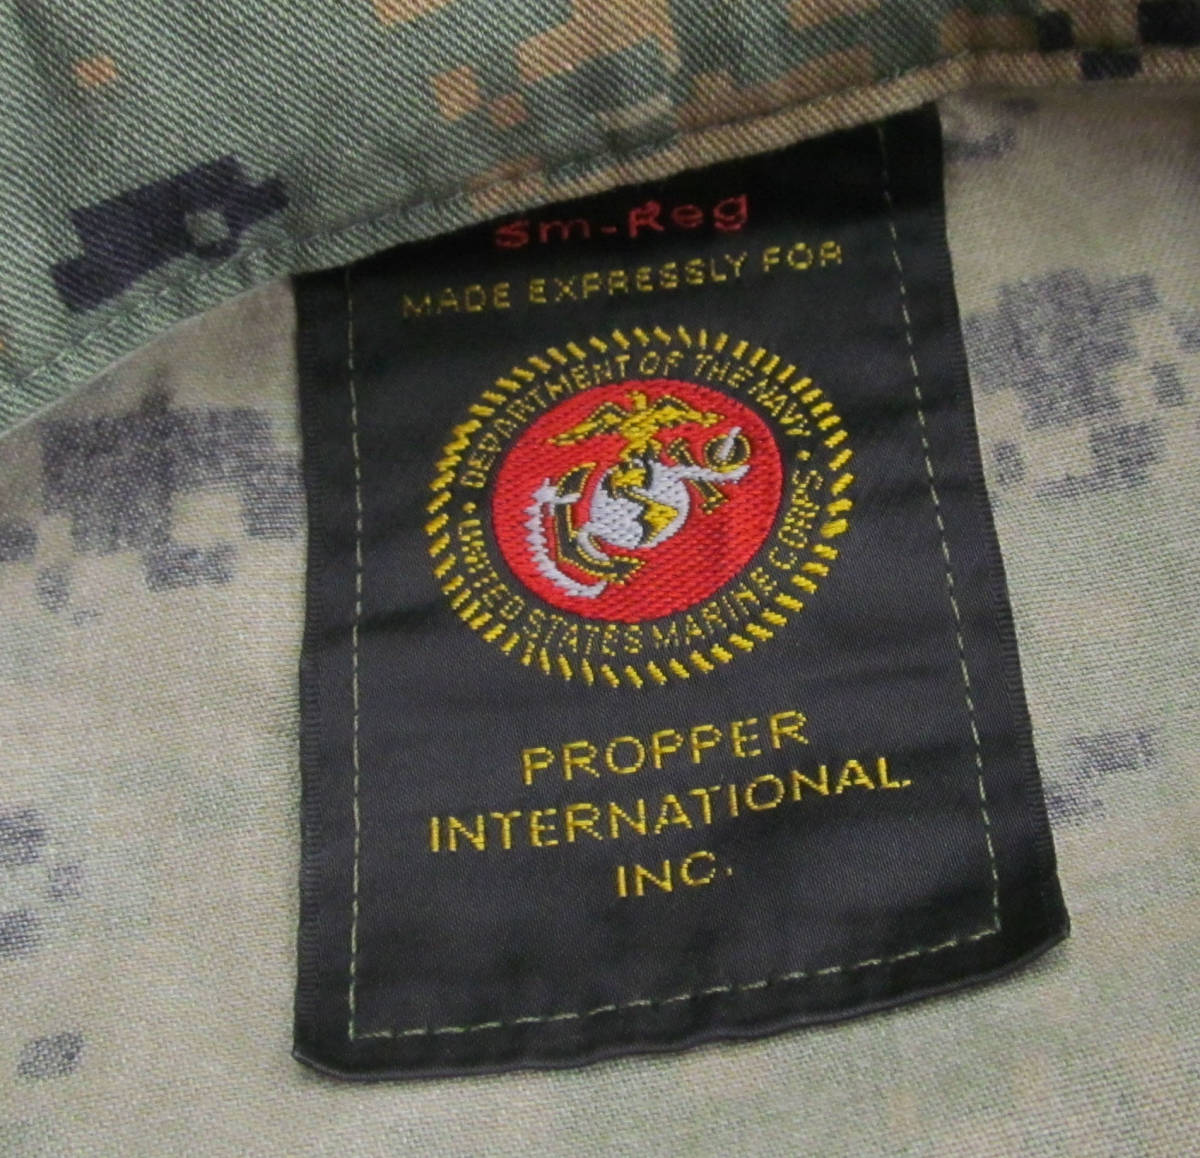 Sm-Reg
MADE EXPRESSLY FOR
DEPARTMENT OF THE NAVY
UNITED STATES MARINE CORPS
PROPPER
INTERNATIONAL
INC.